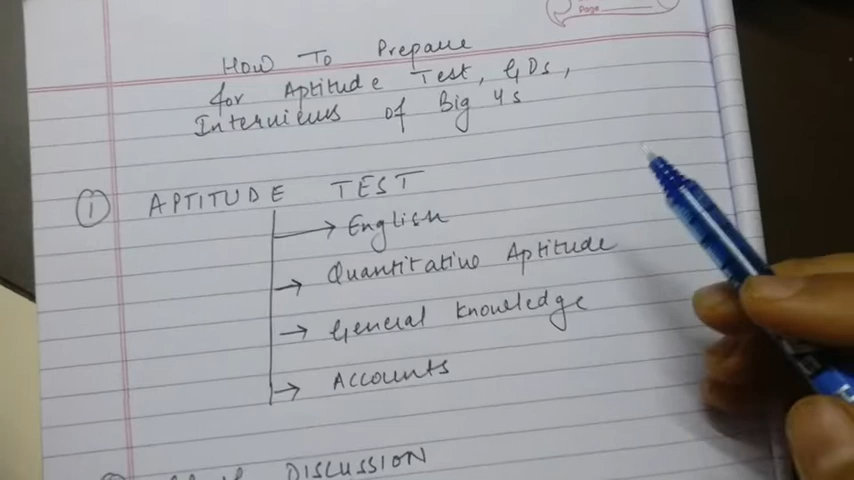 Page
How To Prepare
for Aptitude Test, GDs,
Interviews of Big 4s
(i) APTITUDE TEST
→ English
→ Quantitative Aptitude
→ General Knowledge
→ Accounts
DISCUSSION